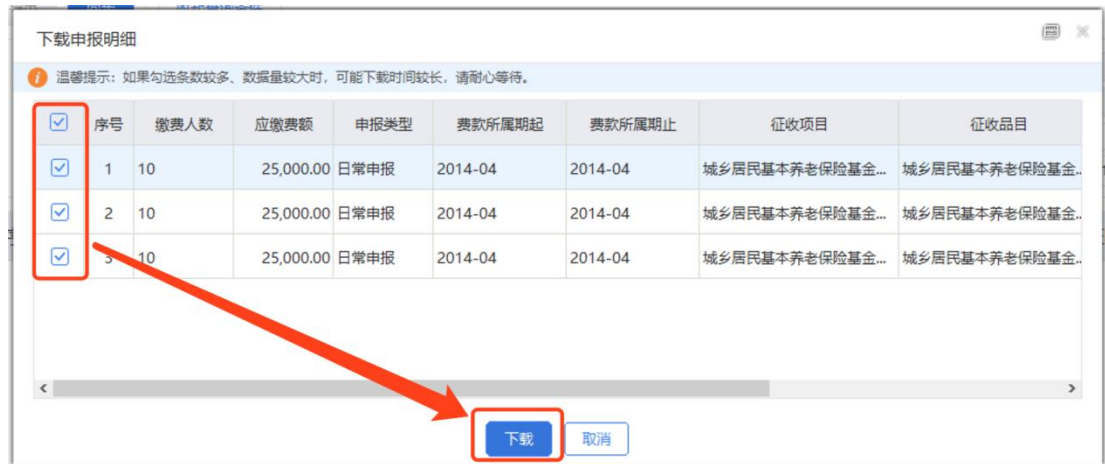 下载申报明细
温馨提示：如果勾选条数较多、数据量较大时，可能下载时间较长，请耐心等待。
序号 缴费人数 应缴费额 申报类型 费款所属期起 费款所属期止 征收项目 征收品目
1 10 25,000.00 日常申报 2014-04 2014-04 城乡居民基本养老保险基金... 城乡居民基本养老保险基金..
2 10 25,000.00 日常申报 2014-04 2014-04 城乡居民基本养老保险基金... 城乡居民基本养老保险基金..
3 10 25,000.00 日常申报 2014-04 2014-04 城乡居民基本养老保险基金... 城乡居民基本养老保险基金..
下载 取消